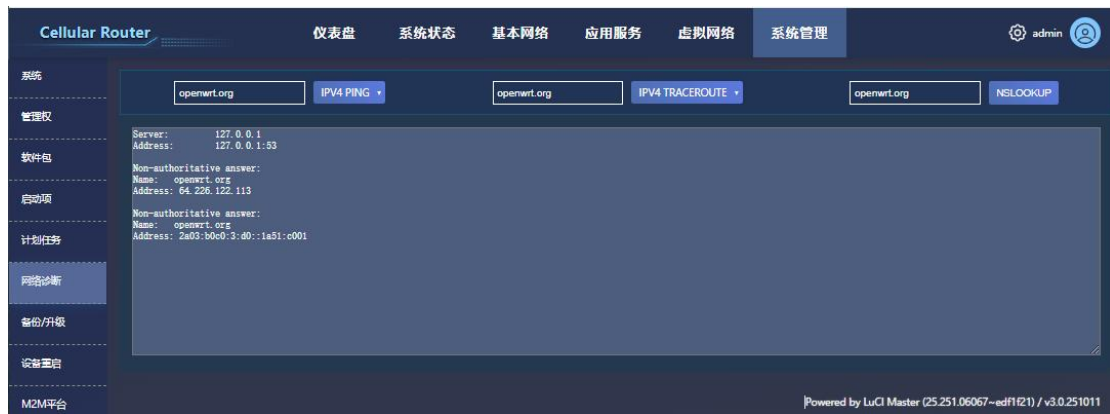 Cellular Router 仪表盘 系统状态 基本网络 应用服务 虚拟网络 系统管理 admin
系统
管理权
软件包
启动项
计划任务
网络诊断
备份/升级
设备重启
M2M平台
openwrt.org IPV4 PING openwrt.org IPV4 TRACEROUTE openwrt.org NSLOOKUP
Server: 127.0.0.1
Address: 127.0.0.1:53
Non-authoritative answer:
Name: openwrt.org
Address: 64.226.122.113
Non-authoritative answer:
Name: openwrt.org
Address: 2a03:b0c0:3:d0::1a51:c001
Powered by LuCI Master (25.251.06067~edf1f21) / v3.0.251011